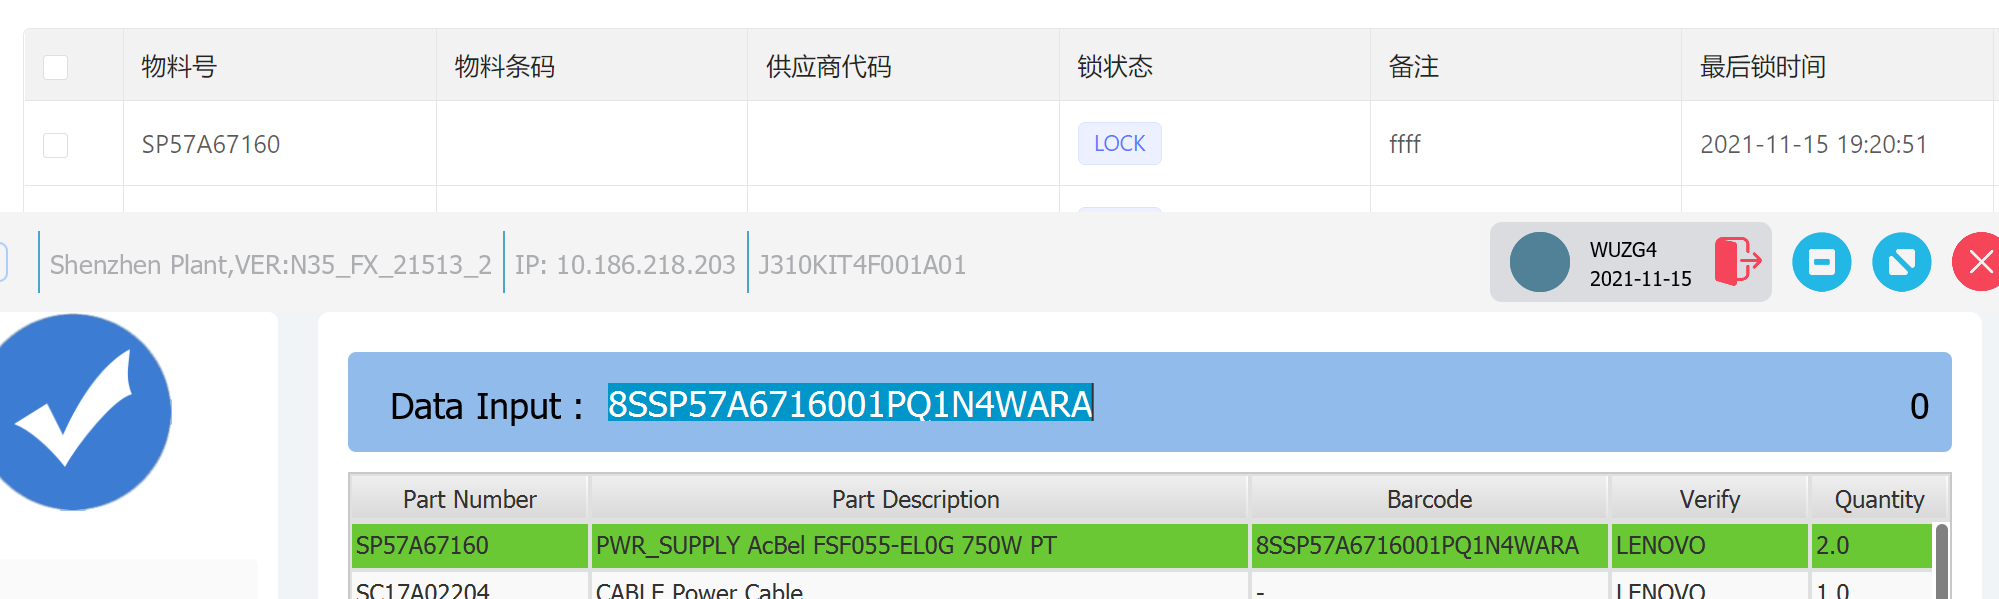 物料号 物料条码 供应商代码 锁状态 备注 最后锁时间
SP57A67160 LOCK ffff 2021-11-15 19:20:51
Shenzhen Plant,VER:N35_FX_21513_2 IP: 10.186.218.203 J310KIT4F001A01
WUZG4
2021-11-15
Data Input : 8SSP57A6716001PQ1N4WARA 0
Part Number Part Description Barcode Verify Quantity
SP57A67160 PWR_SUPPLY AcBel FSF055-EL0G 750W PT 8SSP57A6716001PQ1N4WARA LENOVO 2.0
SC17A02204 CABLE Power Cable - LENOVO 1.0